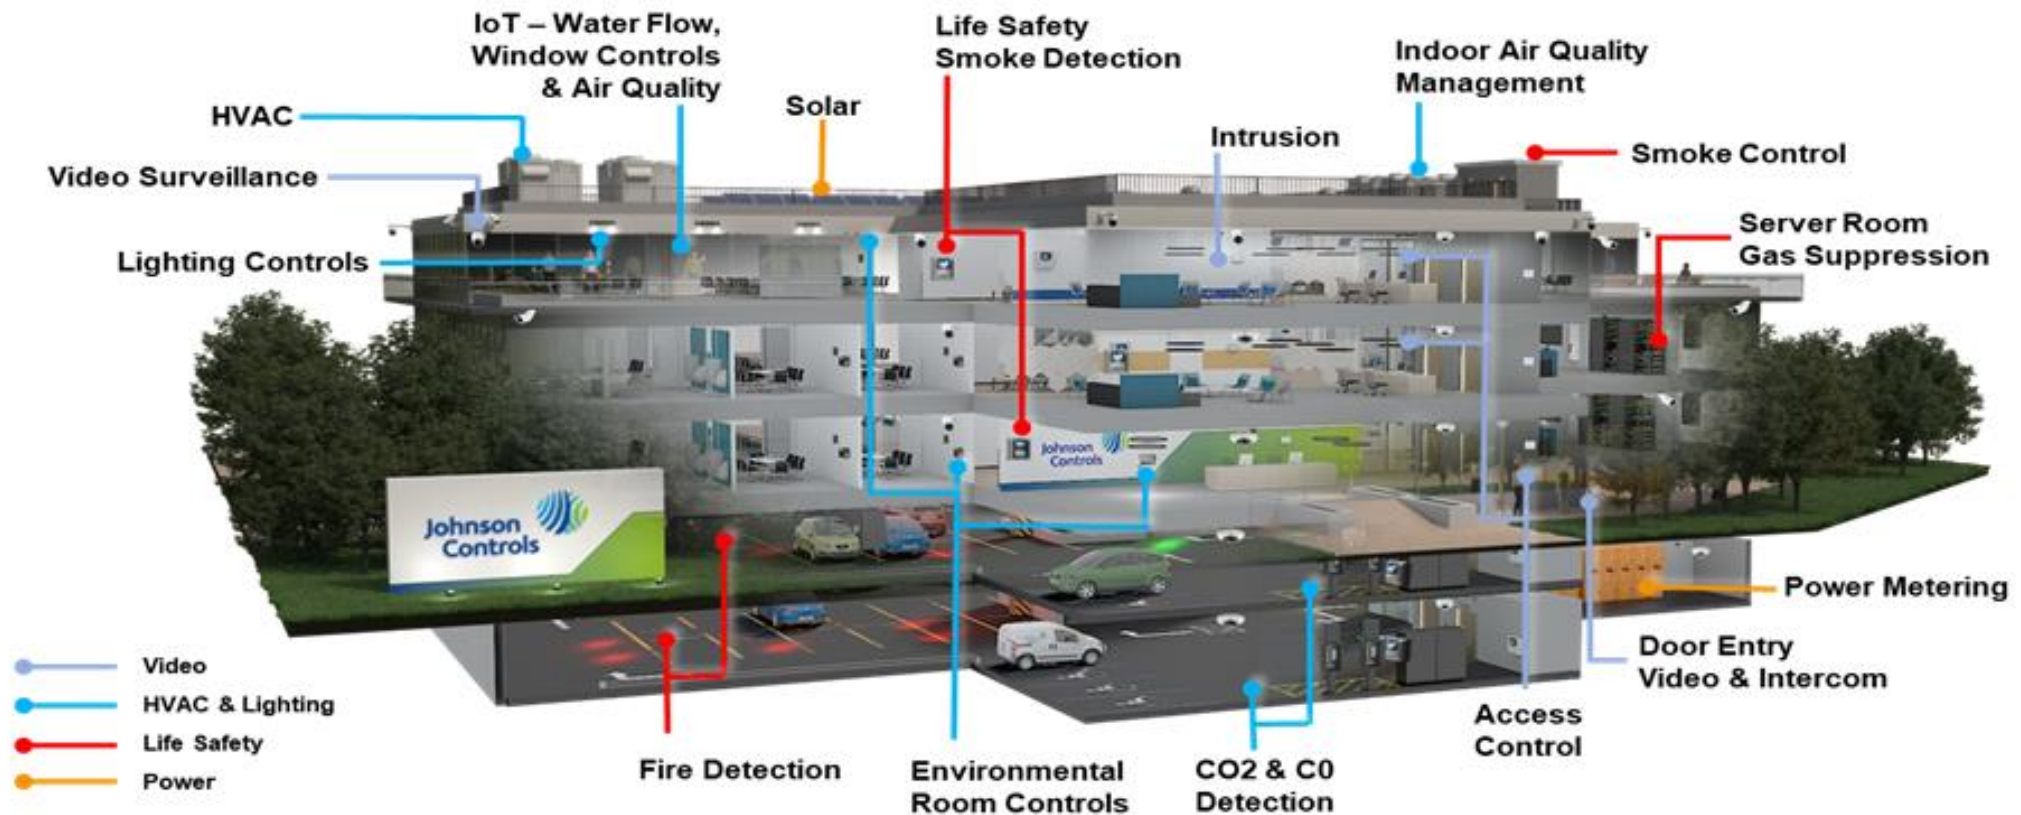 IoT – Water Flow,
Window Controls
& Air Quality
Life Safety
Smoke Detection
Indoor Air Quality
Management
HVAC
Solar
Intrusion
Smoke Control
Video Surveillance
Server Room
Gas Suppression
Lighting Controls
Johnson
Controls
Johnson
Controls
Power Metering
Door Entry
Video & Intercom
Access
Control
Video
HVAC & Lighting
Life Safety
Power
Fire Detection
Environmental
Room Controls
CO2 & C0
Detection